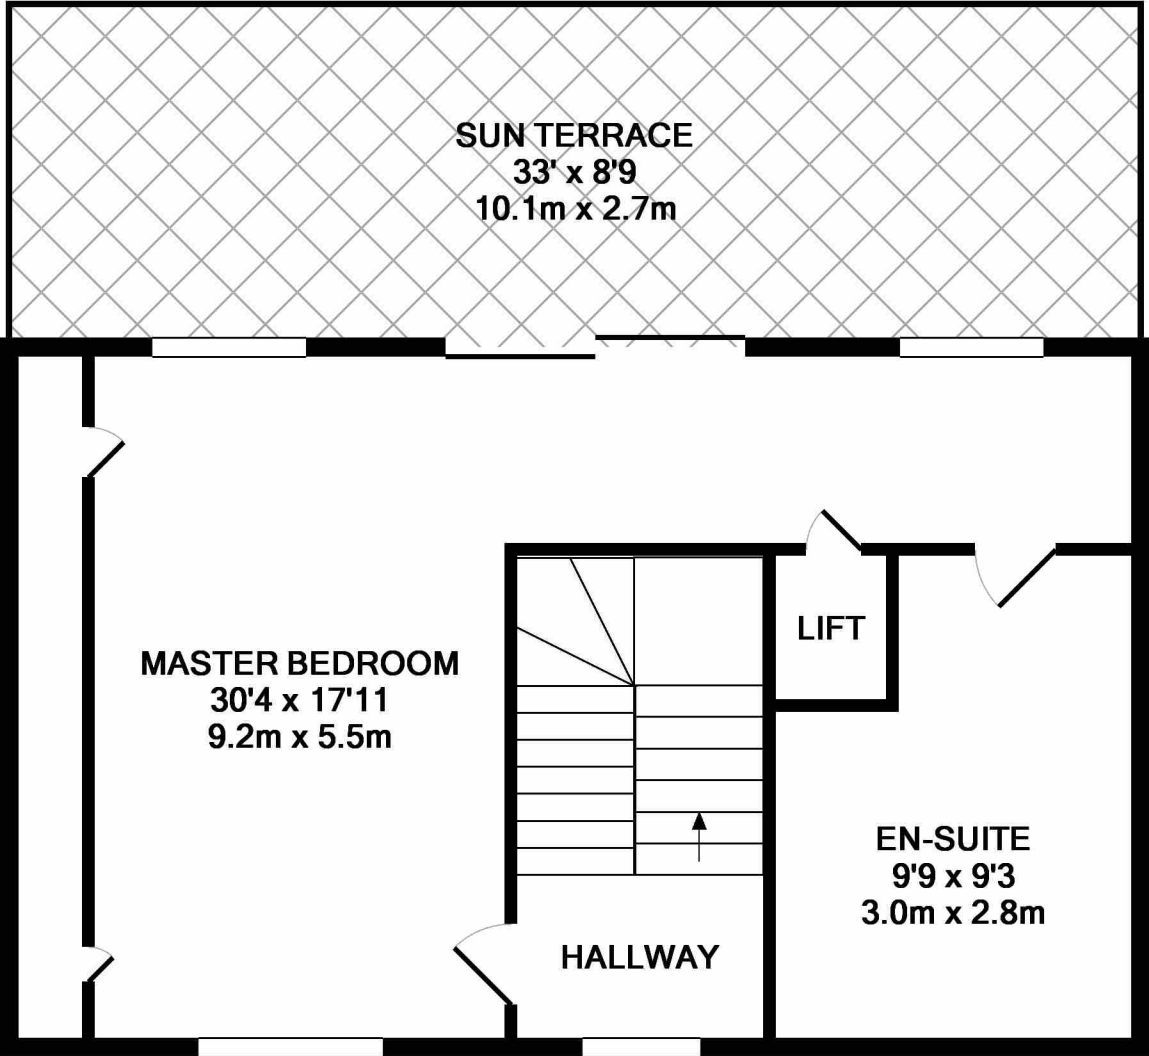 SUN TERRACE
33' x 8'9
10.1m x 2.7m
LIFT
MASTER BEDROOM
30'4 x 17'11
9.2m x 5.5m
EN-SUITE
9'9 x 9'3
3.0m x 2.8m
HALLWAY